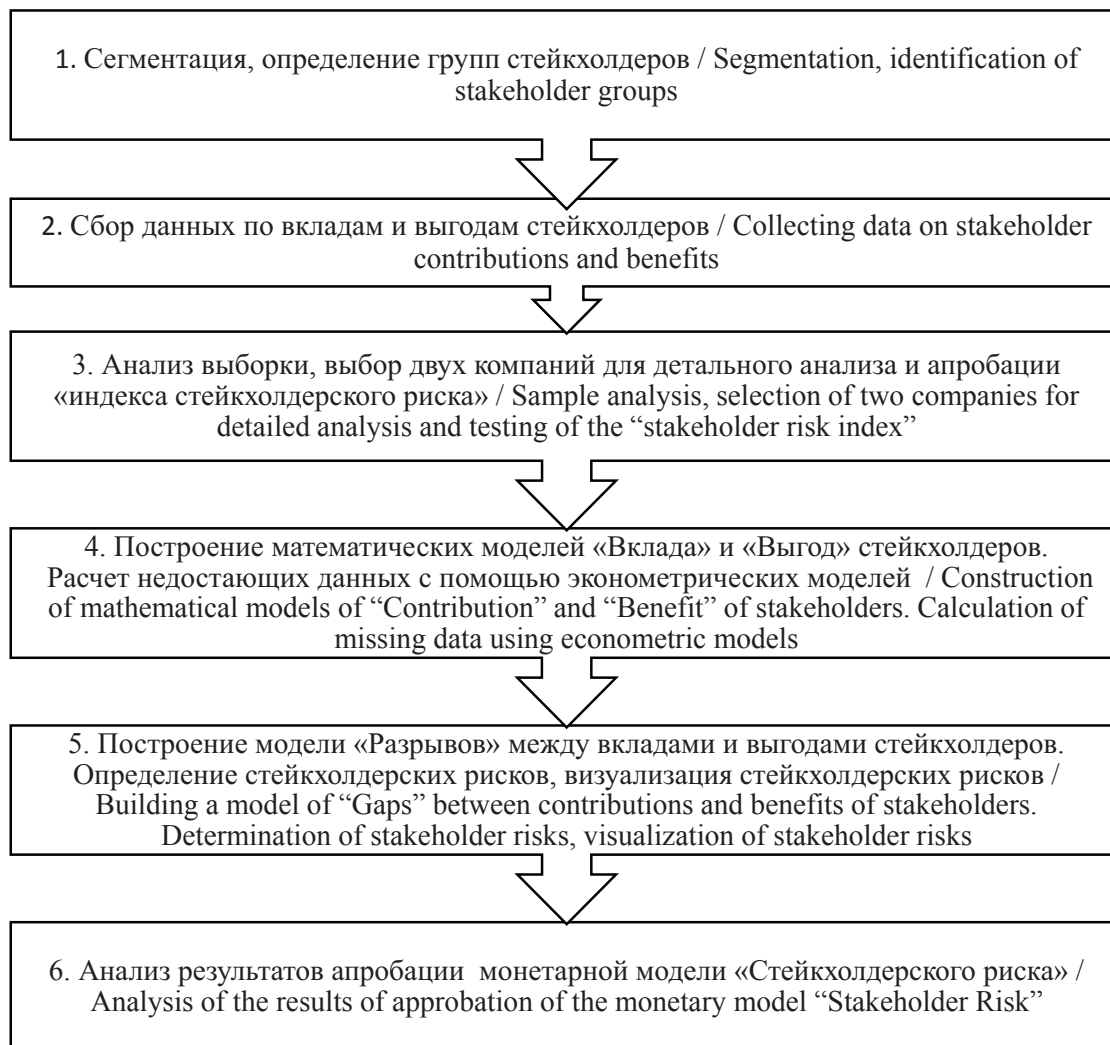 1. Сегментация, определение групп стейкхолдеров / Segmentation, identification of
stakeholder groups
2. Сбор данных по вкладам и выгодам стейкхолдеров / Collecting data on stakeholder
contributions and benefits
3. Анализ выборки, выбор двух компаний для детального анализа и апробации
«индекса стейкхолдерского риска» / Sample analysis, selection of two companies for
detailed analysis and testing of the “stakeholder risk index”
4. Построение математических моделей «Вклада» и «Выгод» стейкхолдеров.
Расчет недостающих данных с помощью эконометрических моделей / Construction
of mathematical models of “Contribution” and “Benefit” of stakeholders. Calculation of
missing data using econometric models
5. Построение модели «Разрывов» между вкладами и выгодами стейкхолдеров.
Определение стейкхолдерских рисков, визуализация стейкхолдерских рисков /
Building a model of “Gaps” between contributions and benefits of stakeholders.
Determination of stakeholder risks, visualization of stakeholder risks
6. Анализ результатов апробации монетарной модели «Стейкхолдерского риска» /
Analysis of the results of approbation of the monetary model “Stakeholder Risk”